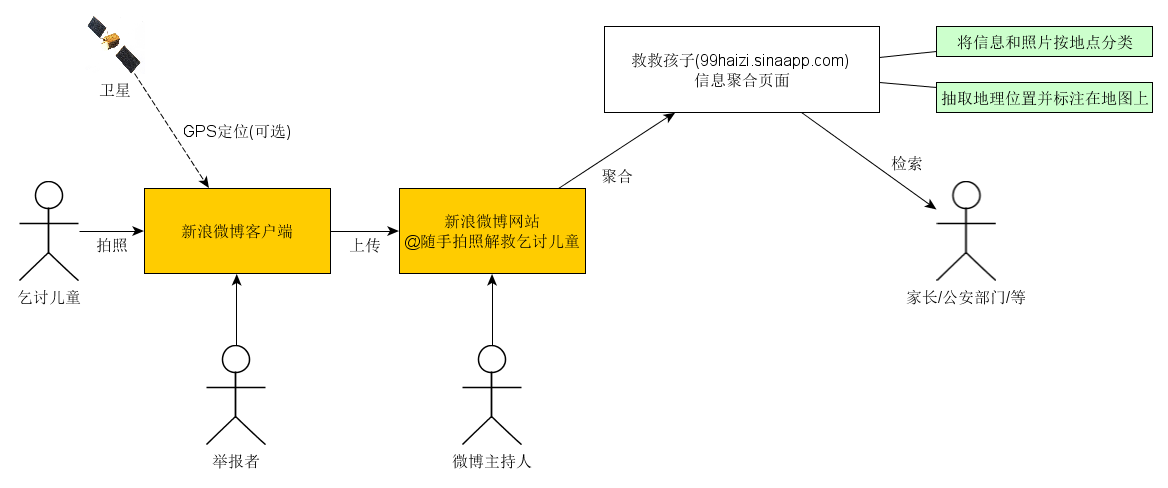 卫星
GPS定位(可选)
乞讨儿童
拍照
新浪微博客户端
上传
举报者
新浪微博网站
@随手拍照解救乞讨儿童
微博主持人
聚合
救救孩子(99haizi.sinaapp.com)
信息聚合页面
将信息和照片按地点分类
抽取地理位置并标注在地图上
检索
家长/公安部门/等